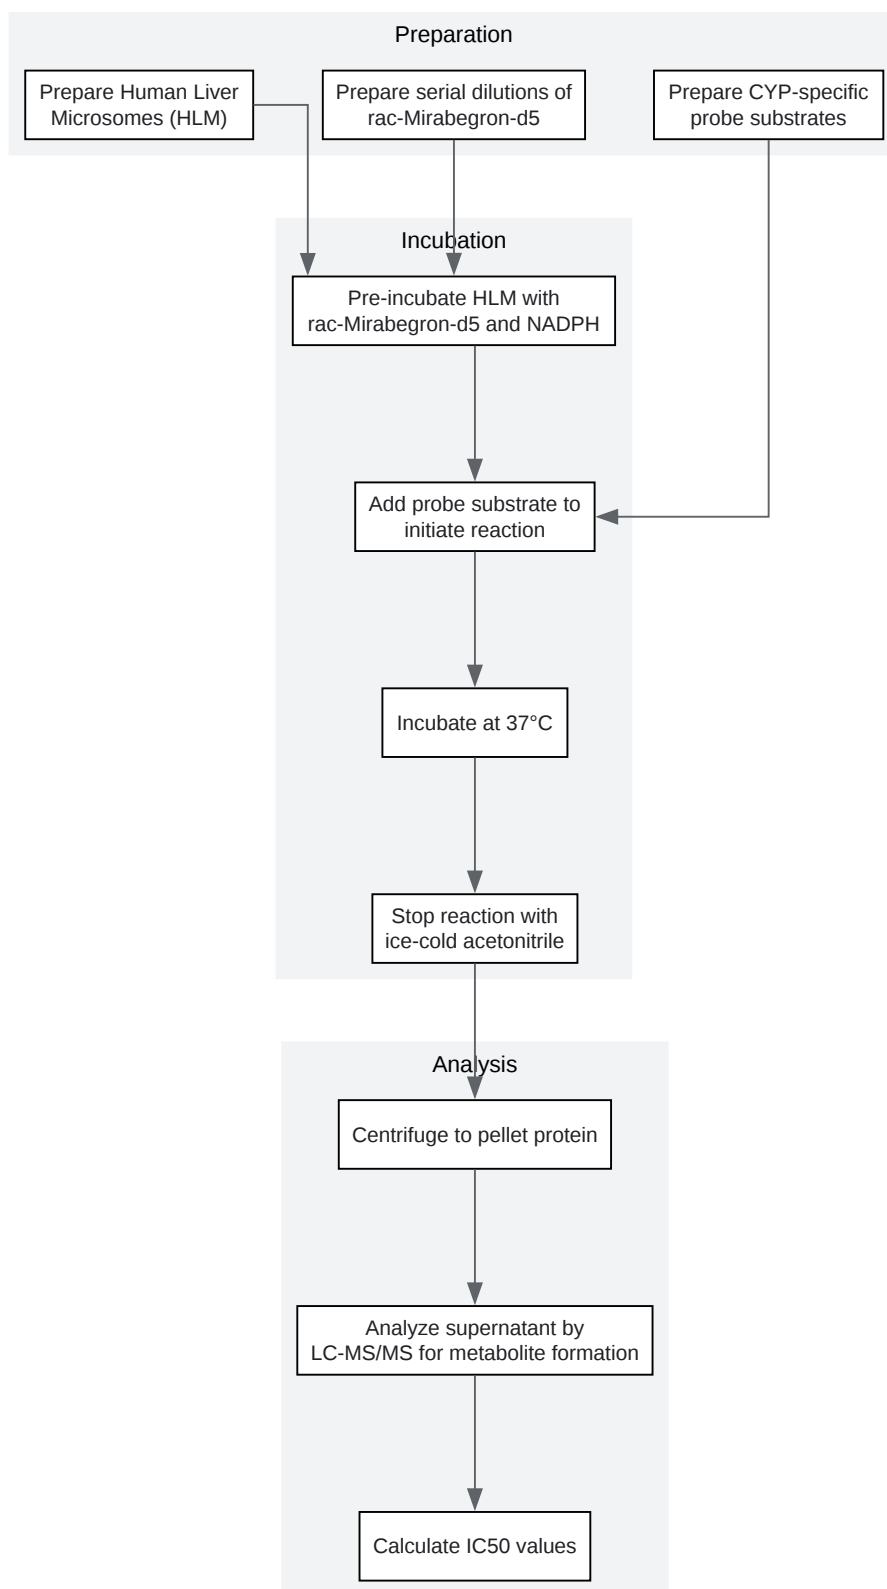 Preparation
Prepare Human Liver
Microsomes (HLM)
Prepare serial dilutions of
rac-Mirabegron-d5
Prepare CYP-specific
probe substrates
Incubation
Pre-incubate HLM with
rac-Mirabegron-d5 and NADPH
Add probe substrate to
initiate reaction
Incubate at 37°C
Stop reaction with
ice-cold acetonitrile
Analysis
Centrifuge to pellet protein
Analyze supernatant by
LC-MS/MS for metabolite formation
Calculate IC50 values